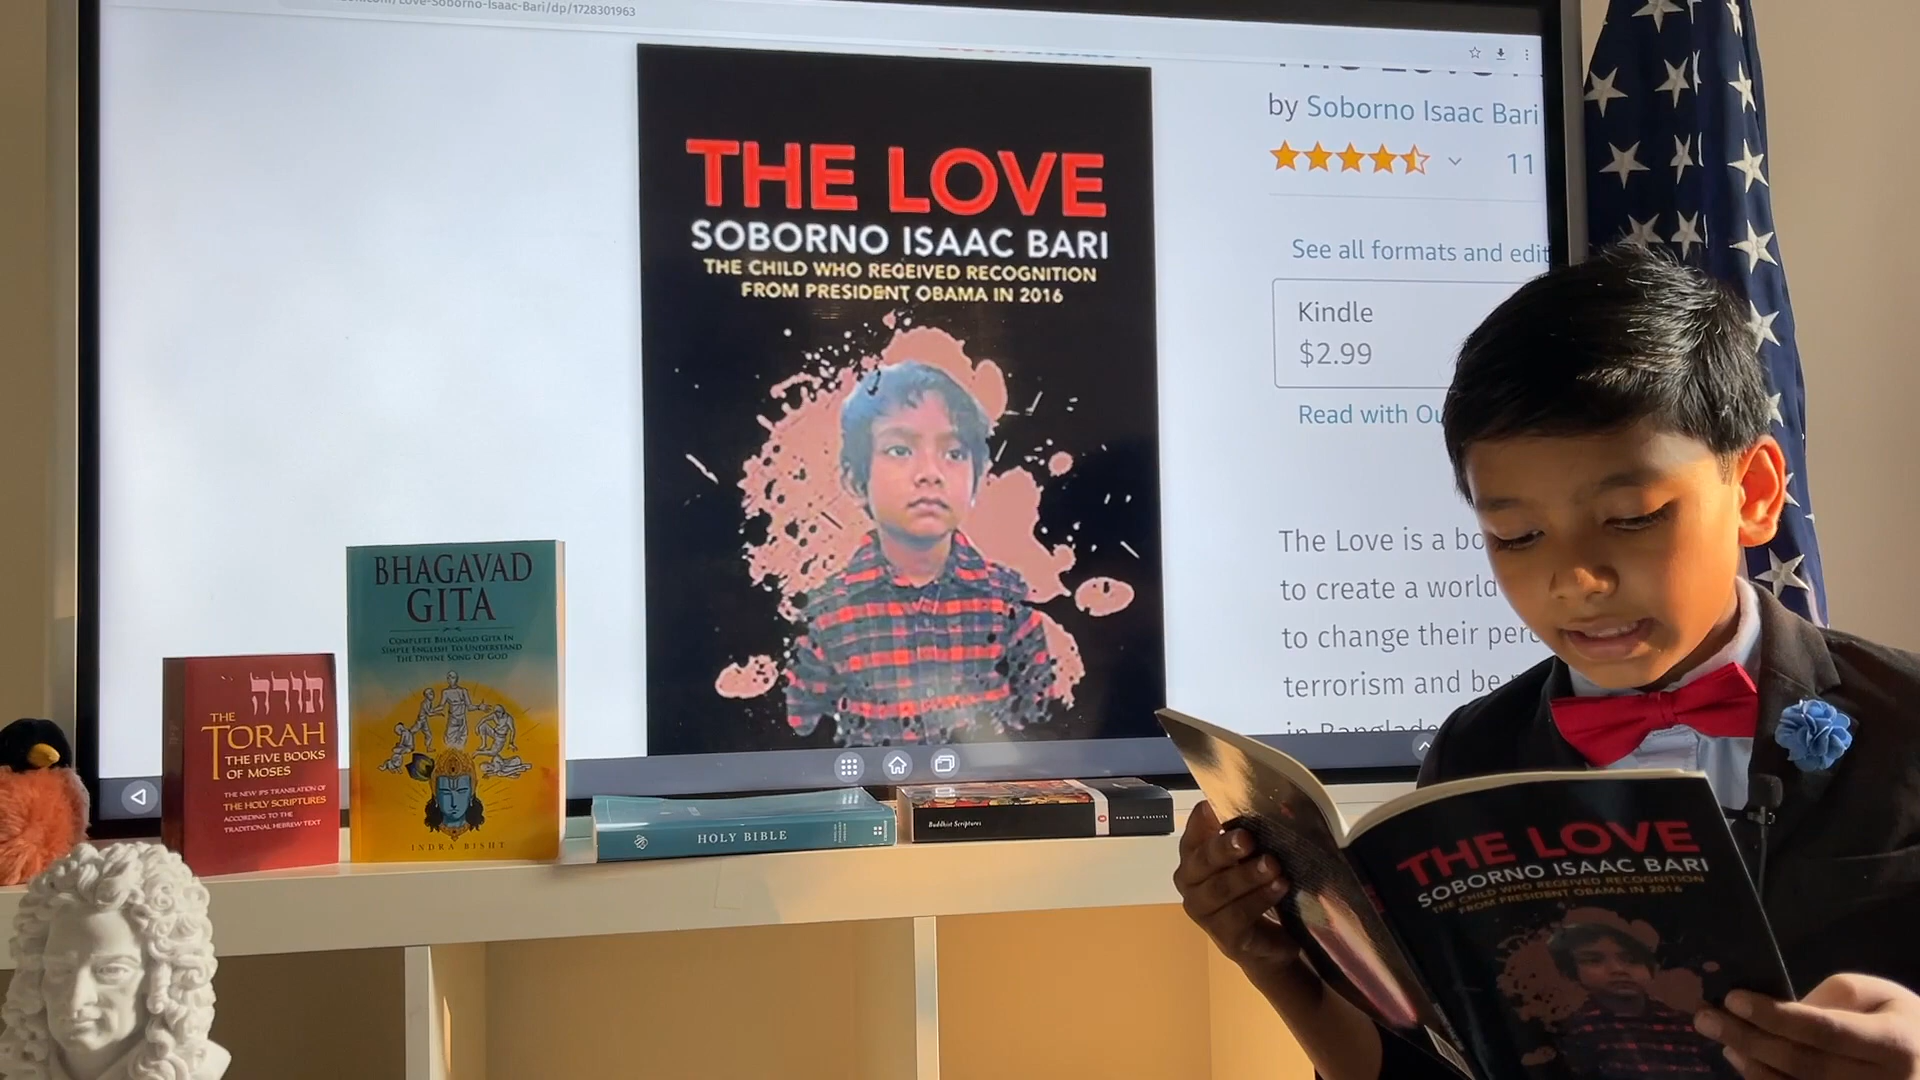 /Love-Soborno-Isaac-Bari/dp/1728301963
THE LOVE
SOBORNO ISAAC BARI
THE CHILD WHO RECEIVED RECOGNITION
FROM PRESIDENT OBAMA IN 2016
by Soborno Isaac Bari
11
See all formats and edit
Kindle
$2.99
Read with Ou
The Love is a bo
to create a world
to change their perc
terrorism and be
in Banglade
תורה
THE
TORAH
THE FIVE BOOKS
OF MOSES
THE NEW JPS TRANSLATION OF
THE HOLY SCRIPTURES
ACCORDING TO THE
TRADITIONAL HEBREW TEXT
BHAGAVAD
GITA
COMPLETE BHAGAVAD GITA IN
SIMPLE ENGLISH TO UNDERSTAND
THE DIVINE SONG OF GOD
INDRA BISHT
HOLY BIBLE
Buddhist Scriptures
PENGUIN CLASSICS
THE LOVE
SOBORNO ISAAC BARI
THE CHILD WHO RECEIVED RECOGNITION
FROM PRESIDENT OBAMA IN 2016